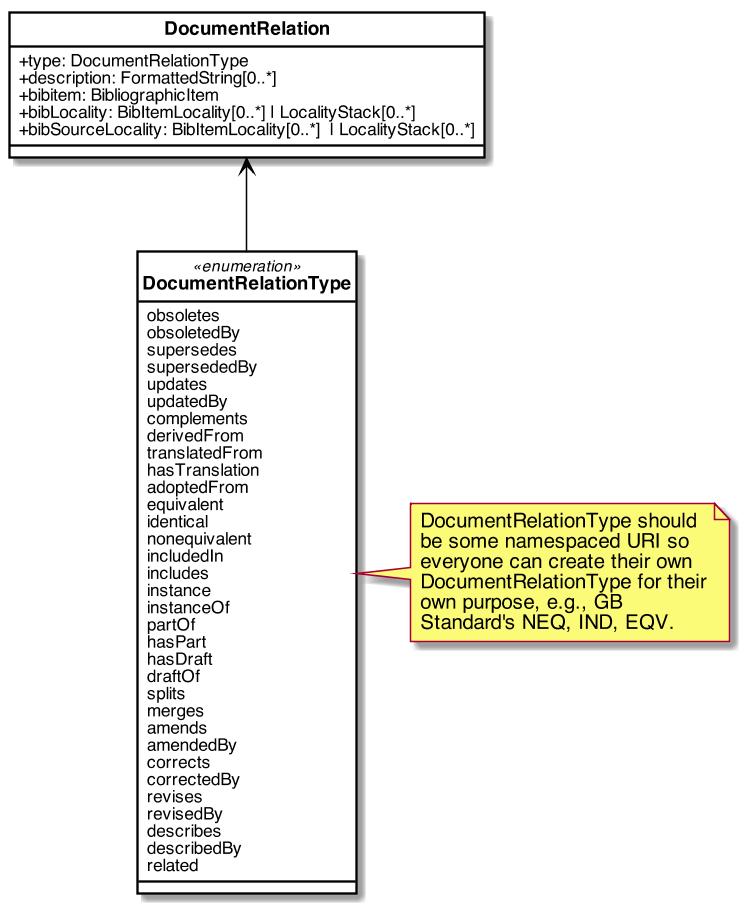 DocumentRelation
+type: DocumentRelationType
+description: FormattedString[0..*]
+bibitem: BibliographicItem
+bibLocality: BibItemLocality[0..*] | LocalityStack[0..*]
+bibSourceLocality: BibItemLocality[0..*]  | LocalityStack[0..*]
«enumeration»
DocumentRelationType
obsoletes
obsoletedBy
supersedes
supersededBy
updates
updatedBy
complements
derivedFrom
translatedFrom
hasTranslation
adoptedFrom
equivalent
identical
nonequivalent
includedIn
includes
instance
instanceOf
partOf
hasPart
hasDraft
draftOf
splits
merges
amends
amendedBy
corrects
correctedBy
revises
revisedBy
describes
describedBy
related
DocumentRelationType should
be some namespaced URI so
everyone can create their own
DocumentRelationType for their
own purpose, e.g., GB
Standard's NEQ, IND, EQV.